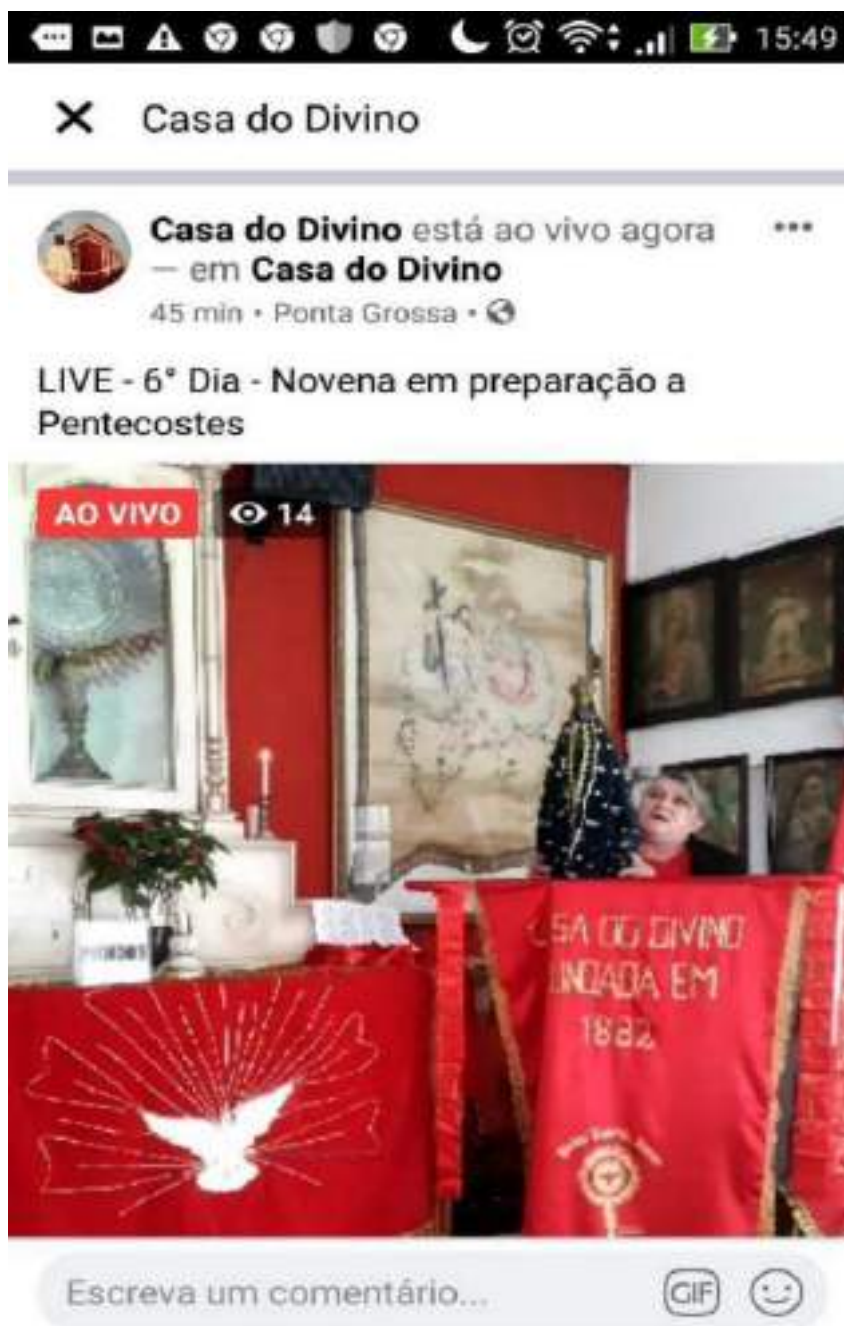 15:49
Casa do Divino
Casa do Divino está ao vivo agora
— em Casa do Divino
45 min • Ponta Grossa •
LIVE - 6° Dia - Novena em preparação a
Pentecostes
AO VIVO 14
DO DIVINO
EM
1882
Escreva um comentário... GIF